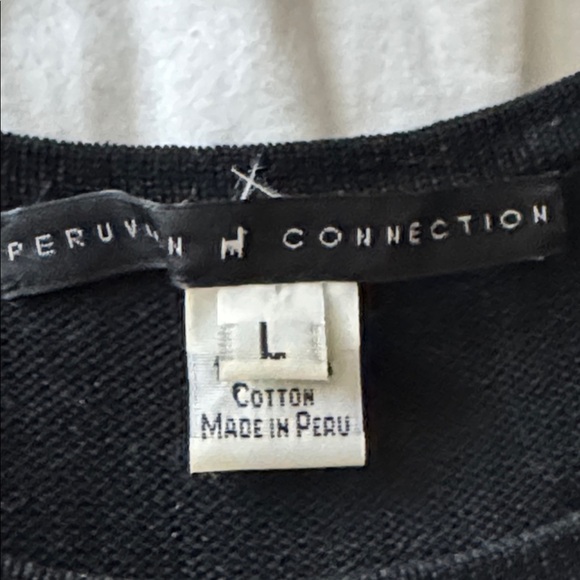 PERUVIAN CONNECTION
L
COTTON
MADE IN PERU